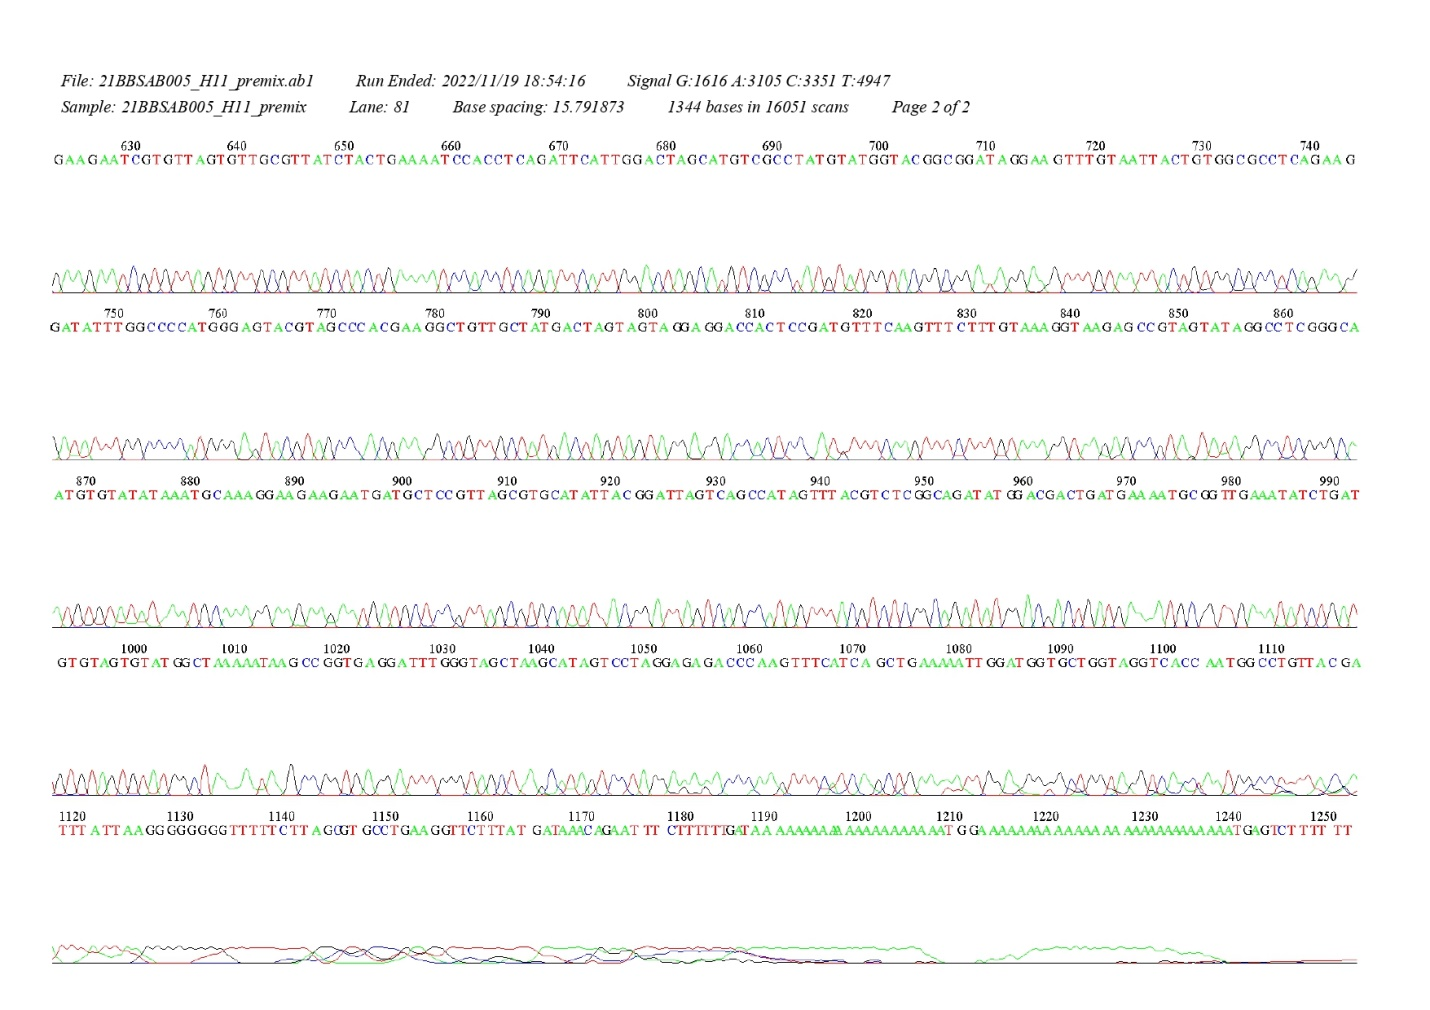 File: 21BBSAB005_H11_premix.ab1 Run Ended: 2022/11/19 18:54:16 Signal G:1616 A:3105 C:3351 T:4947
Sample: 21BBSAB005_H11_premix Lane: 81 Base spacing: 15.791873 1344 bases in 16051 scans Page 2 of 2
630 640 650 660 670 680 690 700 710 720 730 740
GAAGAATCGTGTTAGTGTTGCGTTATCTACTGAAAATCCACCTCAGATTCATTGGACTAGCATGTCGCCTATGTATGGTACGGCGGATAGGAAGTTTGTAATTACTGTGGCGCCTCAGAAG
750 760 770 780 790 800 810 820 830 840 850 860
GATATTTGGCCCCATGGGAGTACGTAGCCCACGAAGGCTGTTGCTATGACTAGTAGTAGGAGGACCACTCCGATGTTTCAAGTTTCTTTGTAAAGGTAAGAGCCGTAGTATAGGCCTCGGGCA
870 880 890 900 910 920 930 940 950 960 970 980 990
ATGTGTATATAAATGCAAAGGAAGAAGAATGATGCTCCGTTAGCGTGCATATTACGGATTAGTCAGCCATAGTTTACGTCTCGGCAGATATGGACGACTGATGAAAATGCGGTTGAAATATCTGAT
1000 1010 1020 1030 1040 1050 1060 1070 1080 1090 1100 1110
GTGTAGTGTATGGCTAAAAATAAGCCGGTGAGGATTTGGGTAGCTAAGCATAGTCCTAGGAGAGACCCAAGTTTCATCAGCTGAAAAATTGGATGGTGCTGGTAGGTCACCAATGGCCTGTTACGA
1120 1130 1140 1150 1160 1170 1180 1190 1200 1210 1220 1230 1240 1250